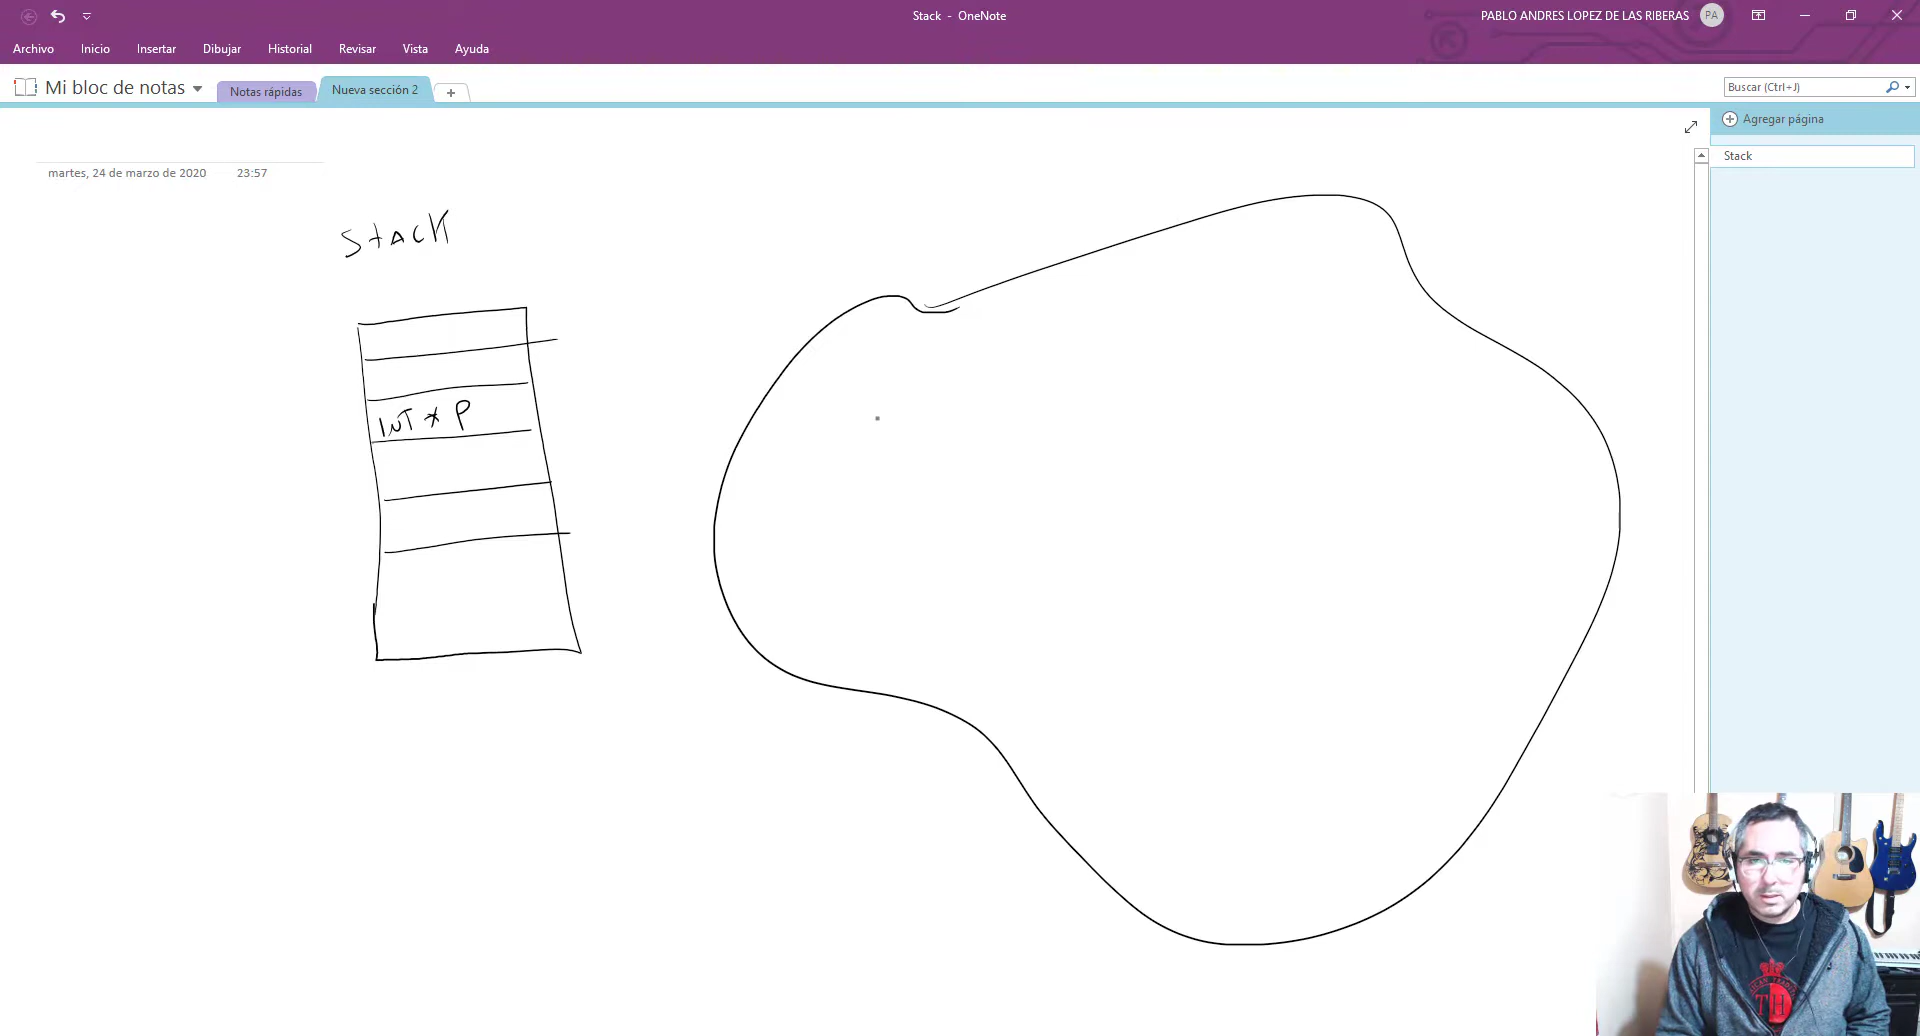 Stack - OneNote
PABLO ANDRES LOPEZ DE LAS RIBERAS PA
Archivo Inicio Insertar Dibujar Historial Revisar Vista Ayuda
Mi bloc de notas Notas rápidas Nueva sección 2 +
Buscar (Ctrl+J)
Agregar página
Stack
martes, 24 de marzo de 2020 23:57
StAcK
INT * P
TH